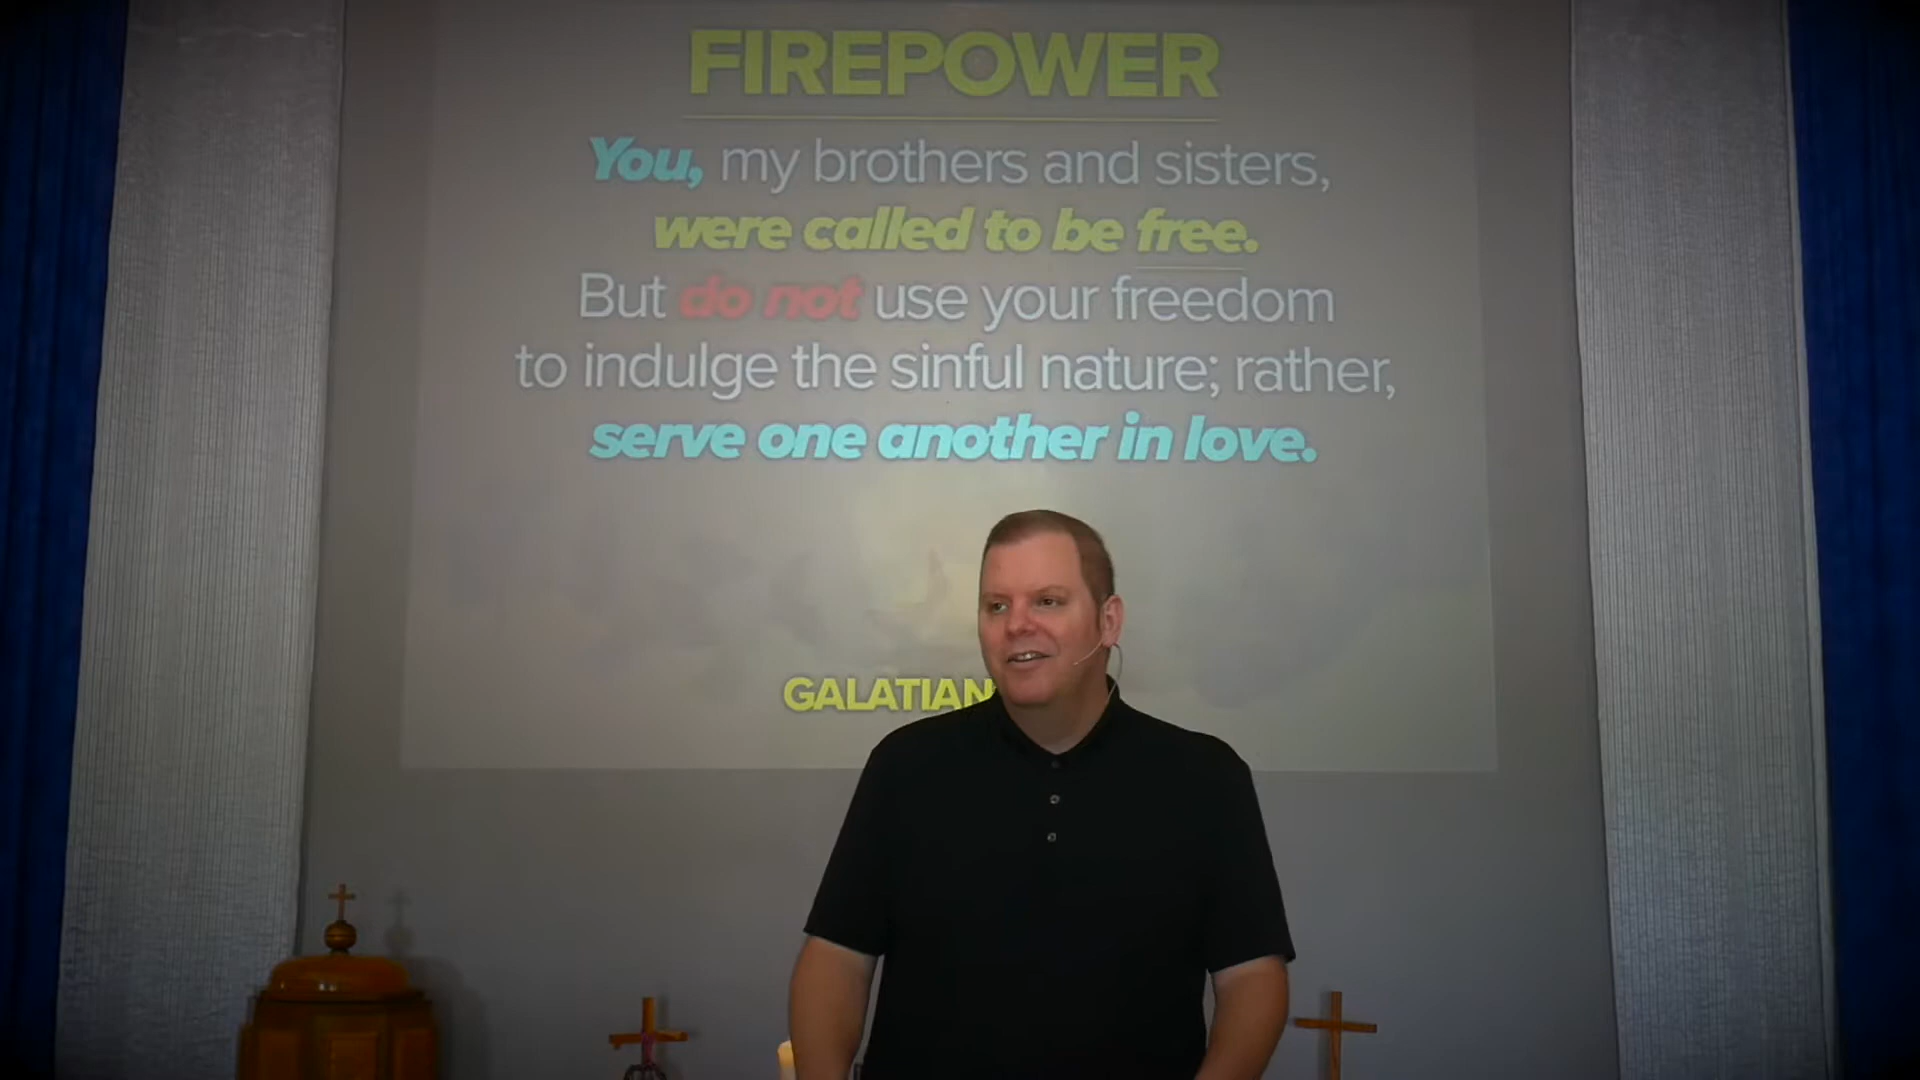 FIREPOWER
You, my brothers and sisters,
were called to be free.
But do not use your freedom
to indulge the sinful nature; rather,
serve one another in love.
GALATIAN